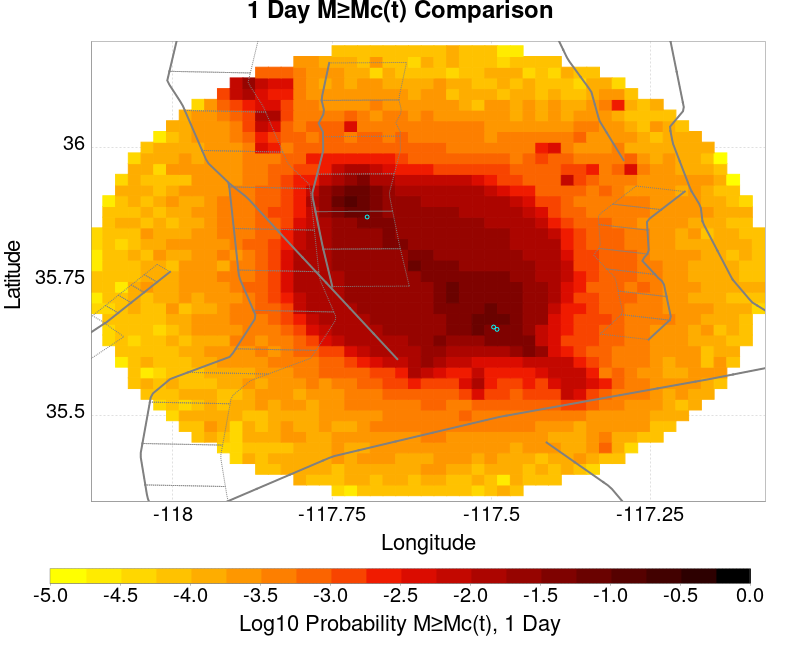 1 Day M≥Mc(t) Comparison
36
35.75
35.5
Latitude
-118 -117.75 -117.5 -117.25
Longitude
-5.0 -4.5 -4.0 -3.5 -3.0 -2.5 -2.0 -1.5 -1.0 -0.5 0.0
Log10 Probability M≥Mc(t), 1 Day